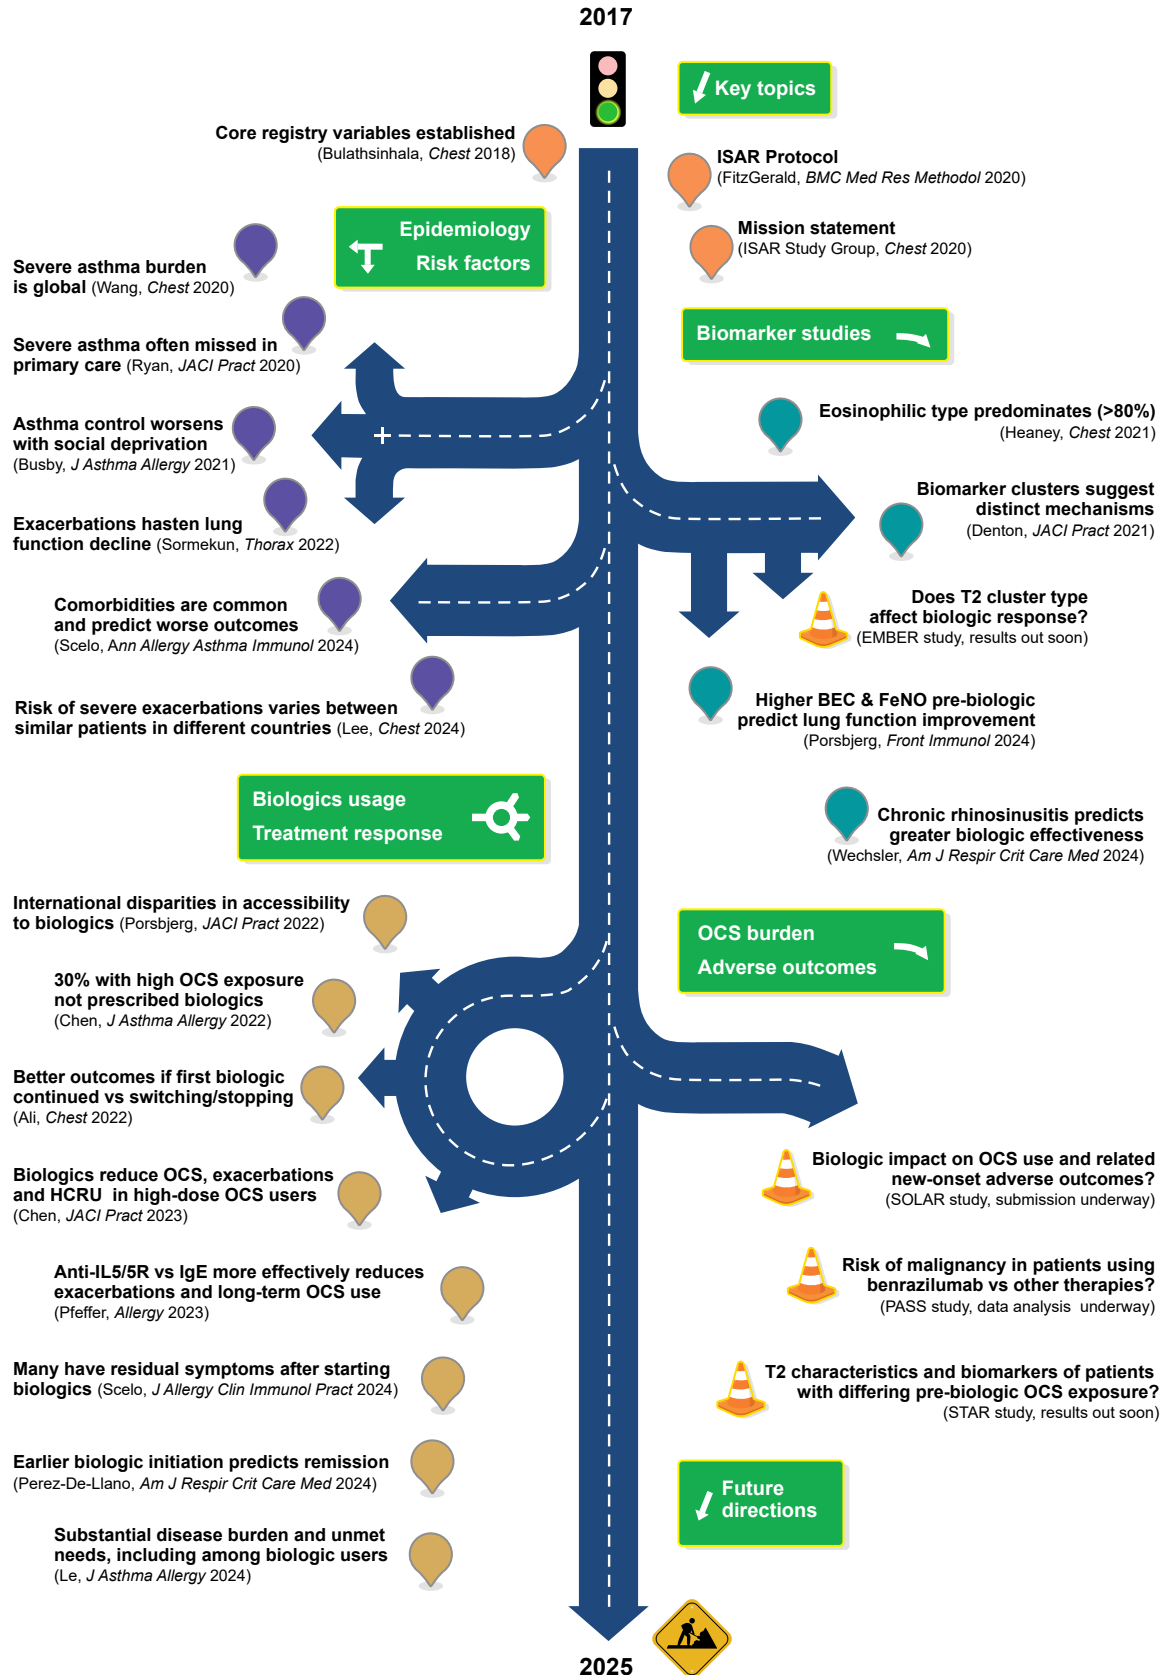 2017
Key topics
Core registry variables established
(Bulathsinhala, Chest 2018)
ISAR Protocol
(FitzGerald, BMC Med Res Methodol 2020)
Mission statement
(ISAR Study Group, Chest 2020)
Epidemiology
Risk factors
Severe asthma burden
is global (Wang, Chest 2020)
Severe asthma often missed in
primary care (Ryan, JACI Pract 2020)
Asthma control worsens
with social deprivation
(Busby, J Asthma Allergy 2021)
Exacerbations hasten lung
function decline (Sormekun, Thorax 2022)
Comorbidities are common
and predict worse outcomes
(Scelo, Ann Allergy Asthma Immunol 2024)
Risk of severe exacerbations varies between
similar patients in different countries (Lee, Chest 2024)
Biomarker studies
Eosinophilic type predominates (>80%)
(Heaney, Chest 2021)
Biomarker clusters suggest
distinct mechanisms
(Denton, JACI Pract 2021)
Does T2 cluster type
affect biologic response?
(EMBER study, results out soon)
Higher BEC & FeNO pre-biologic
predict lung function improvement
(Porsbjerg, Front Immunol 2024)
Chronic rhinosinusitis predicts
greater biologic effectiveness
(Wechsler, Am J Respir Crit Care Med 2024)
Biologics usage
Treatment response
International disparities in accessibility
to biologics (Porsbjerg, JACI Pract 2022)
30% with high OCS exposure
not prescribed biologics
(Chen, J Asthma Allergy 2022)
Better outcomes if first biologic
continued vs switching/stopping
(Ali, Chest 2022)
Biologics reduce OCS, exacerbations
and HCRU in high-dose OCS users
(Chen, JACI Pract 2023)
Anti-IL5/5R vs IgE more effectively reduces
exacerbations and long-term OCS use
(Pfeffer, Allergy 2023)
Many have residual symptoms after starting
biologics (Scelo, J Allergy Clin Immunol Pract 2024)
Earlier biologic initiation predicts remission
(Perez-De-Llano, Am J Respir Crit Care Med 2024)
Substantial disease burden and unmet
needs, including among biologic users
(Le, J Asthma Allergy 2024)
OCS burden
Adverse outcomes
Biologic impact on OCS use and related
new-onset adverse outcomes?
(SOLAR study, submission underway)
Risk of malignancy in patients using
benralizumab vs other therapies?
(PASS study, data analysis underway)
T2 characteristics and biomarkers of patients
with differing pre-biologic OCS exposure?
(STAR study, results out soon)
Future
directions
2025